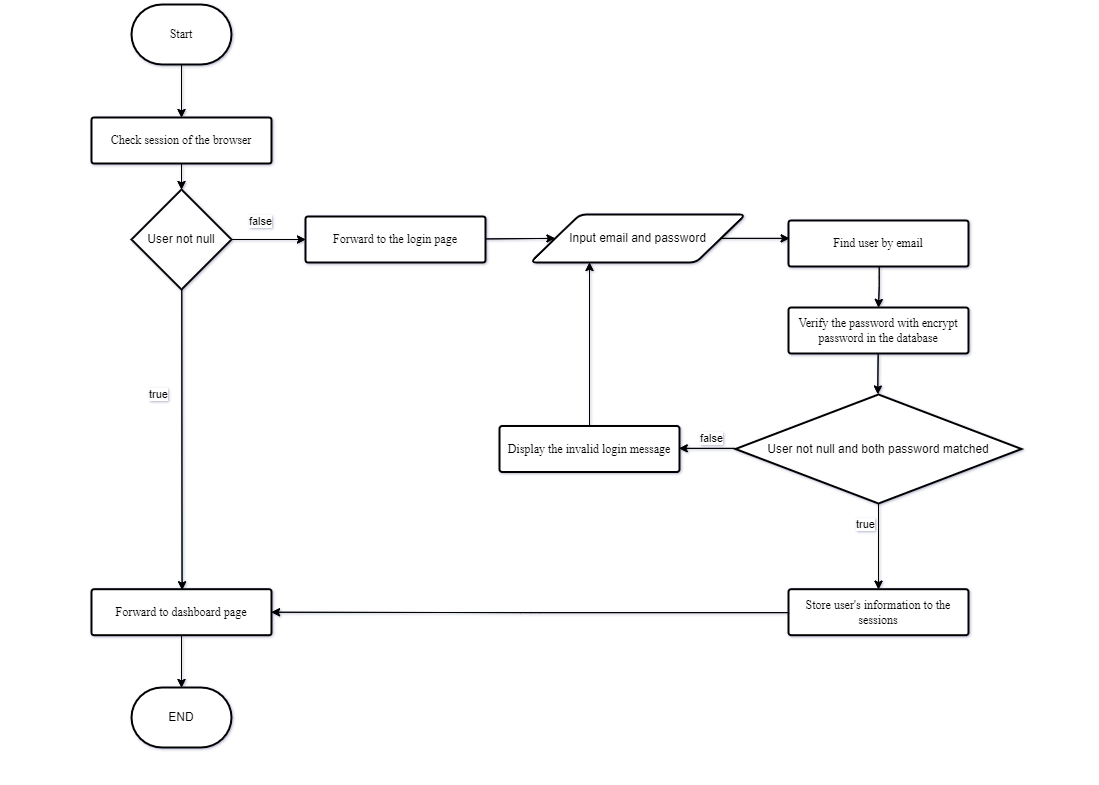 Start
Check session of the browser
User not null
false
Forward to the login page
Input email and password
Find user by email
Verify the password with encrypt
password in the database
User not null and both password matched
false
Display the invalid login message
true
true
Store user's information to the
sessions
Forward to dashboard page
END